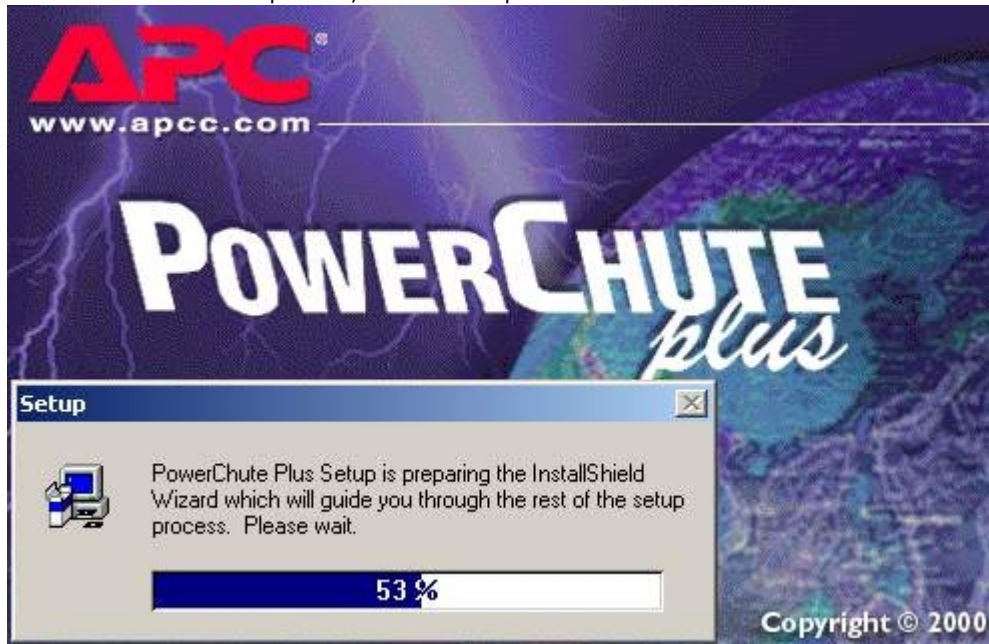 APC®
www.apcc.com
POWERCHUTE
plus
Setup
PowerChute Plus Setup is preparing the InstallShield
Wizard which will guide you through the rest of the setup
process. Please wait.
53 %
Copyright © 2000